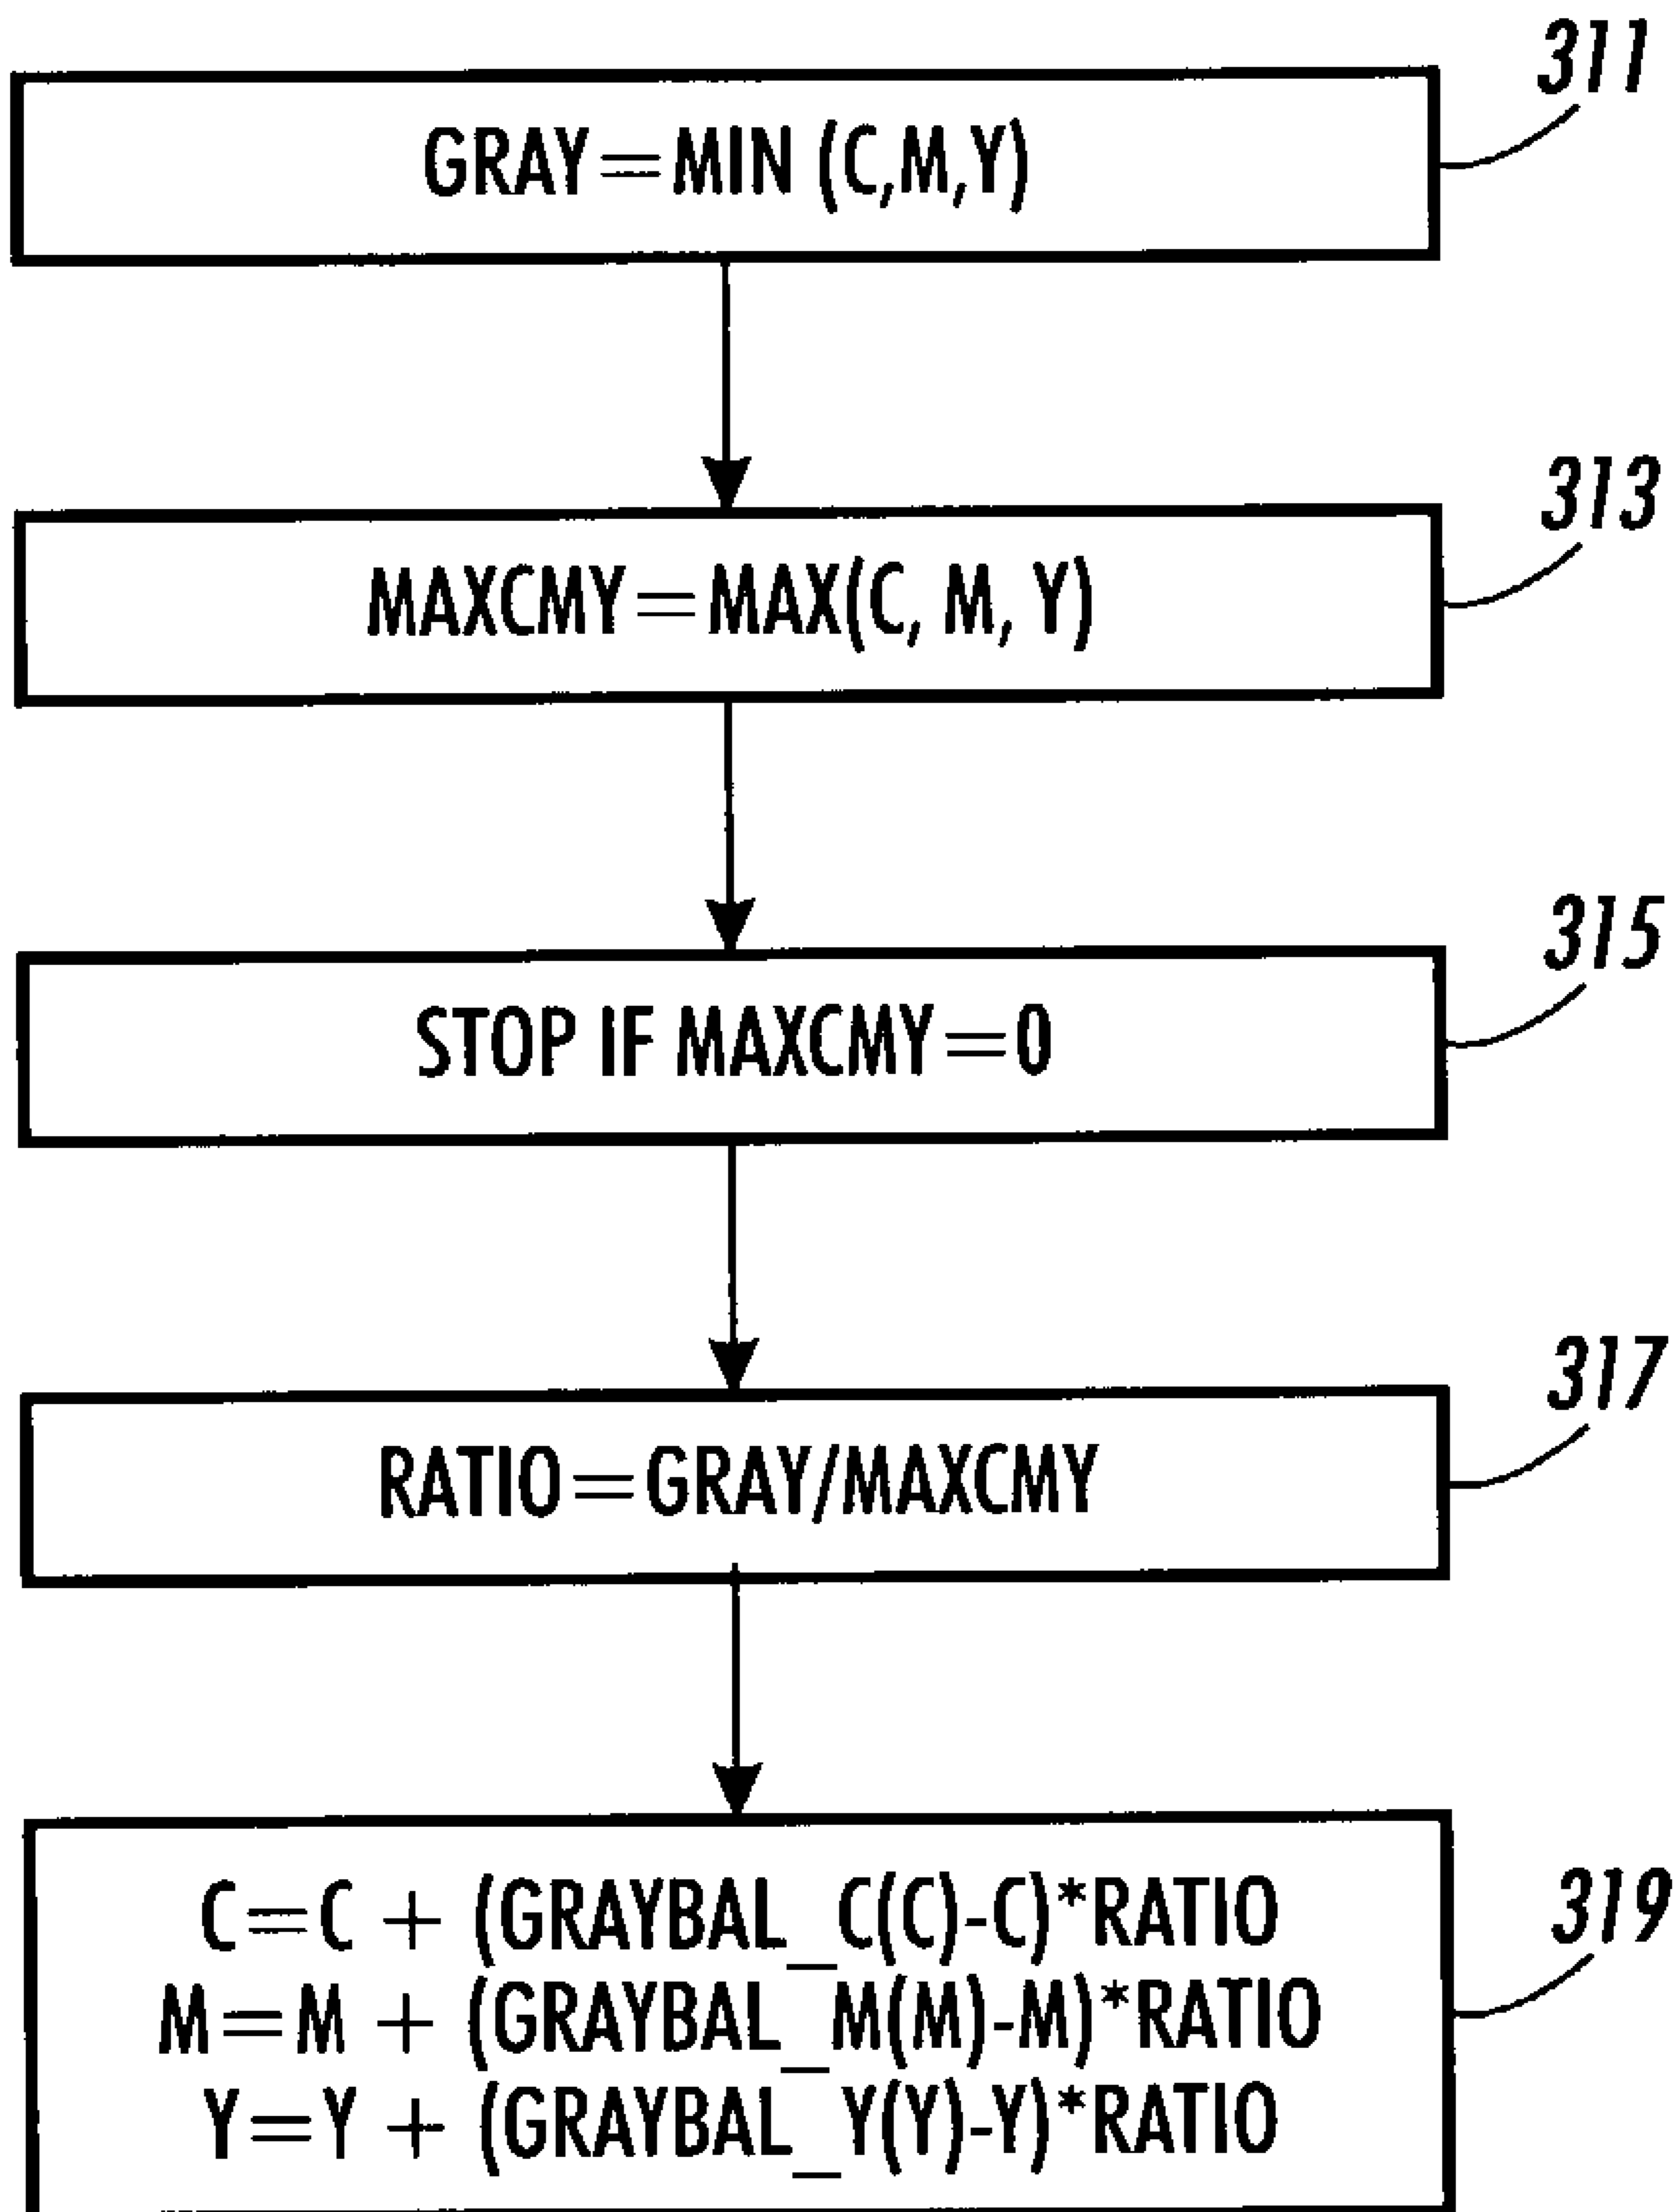 311
GRAY=MIN (C,M,Y)
313
MAXCMY=MAX(C, M, Y)
315
STOP IF MAXCMY=0
317
RATIO=GRAY/MAXCMY
319
C=C + (GRAYBAL_C(C)-C)*RATIO
M=M + (GRAYBAL_M(M)-M)*RATIO
Y=Y + (GRAYBAL_Y(Y)-Y)*RATIO